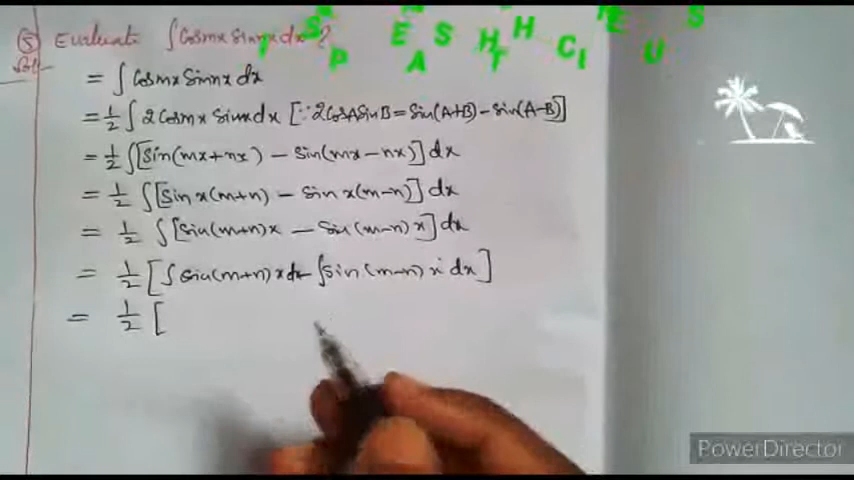 (5) Evaluate ∫ Cosmx Sinnx dx ?
Sol:-
= ∫ Cosmx Sinnx dx
= 1/2 ∫ 2 Cosmx Sinnx dx [∵ 2CosA SinB = Sin(A+B) - Sin(A-B)]
= 1/2 ∫ [Sin(mx+nx) - Sin(mx-nx)] dx
= 1/2 ∫ [Sin x(m+n) - Sin x(m-n)] dx
= 1/2 ∫ [Sin(m+n)x - Sin(m-n)x] dx
= 1/2 [∫ Sin(m+n)x dx - ∫ Sin(m-n)x dx]
= 1/2 [
PowerDirector